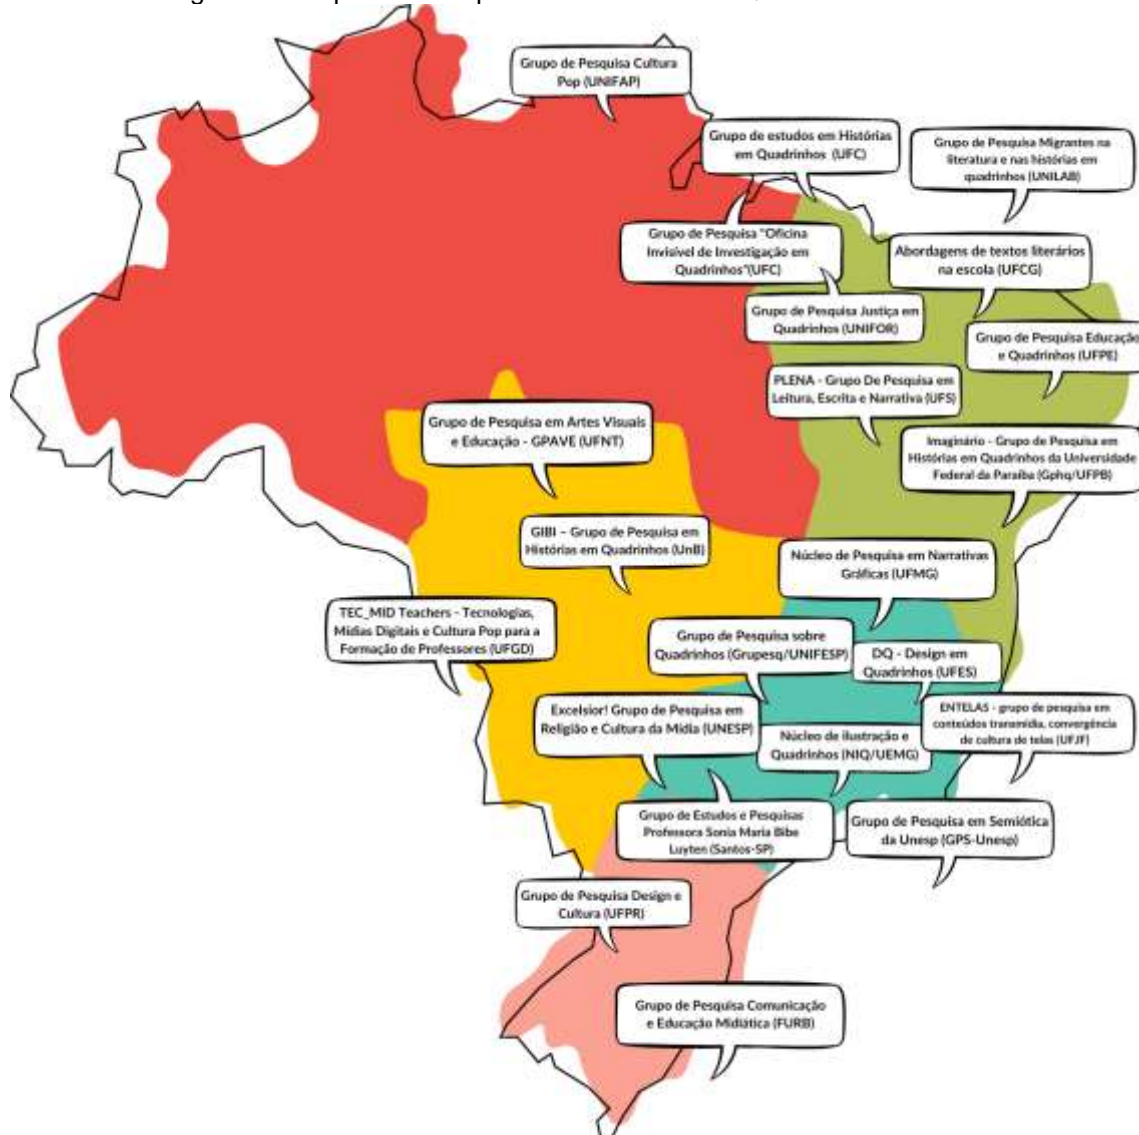 Grupo de Pesquisa Cultura
Pop (UNIFAP)
Grupo de estudos em Histórias
em Quadrinhos (UFC)
Grupo de Pesquisa Migrantes na
literatura e nas histórias em
quadrinhos (UNILAB)
Grupo de Pesquisa "Oficina
Invisível de Investigação em
Quadrinhos"(UFC)
Abordagens de textos literários
na escola (UFCG)
Grupo de Pesquisa Justiça em
Quadrinhos (UNIFOR)
Grupo de Pesquisa Educação
e Quadrinhos (UFPE)
PLENA - Grupo De Pesquisa em
Leitura, Escrita e Narrativa (UFS)
Grupo de Pesquisa em Artes Visuais
e Educação - GPAVE (UFNT)
Imaginário - Grupo de Pesquisa em
Histórias em Quadrinhos da Universidade
Federal da Paraíba (Gphq/UFPB)
GIBI – Grupo de Pesquisa em
Histórias em Quadrinhos (UnB)
Núcleo de Pesquisa em Narrativas
Gráficas (UFMG)
TEC_MID Teachers - Tecnologias,
Mídias Digitais e Cultura Pop para a
Formação de Professores (UFGD)
Grupo de Pesquisa sobre
Quadrinhos (Grupesq/UNIFESP)
DQ - Design em
Quadrinhos (UFES)
Excelsior! Grupo de Pesquisa em
Religião e Cultura da Mídia (UNESP)
Núcleo de ilustração e
Quadrinhos (NIQ/UEMG)
ENTELAS - grupo de pesquisa em
conteúdos transmídia, convergência
de cultura de telas (UFJF)
Grupo de Estudos e Pesquisas
Professora Sonia Maria Bibe
Luyten (Santos-SP)
Grupo de Pesquisa em Semiótica
da Unesp (GPS-Unesp)
Grupo de Pesquisa Design e
Cultura (UFPR)
Grupo de Pesquisa Comunicação
e Educação Midiática (FURB)